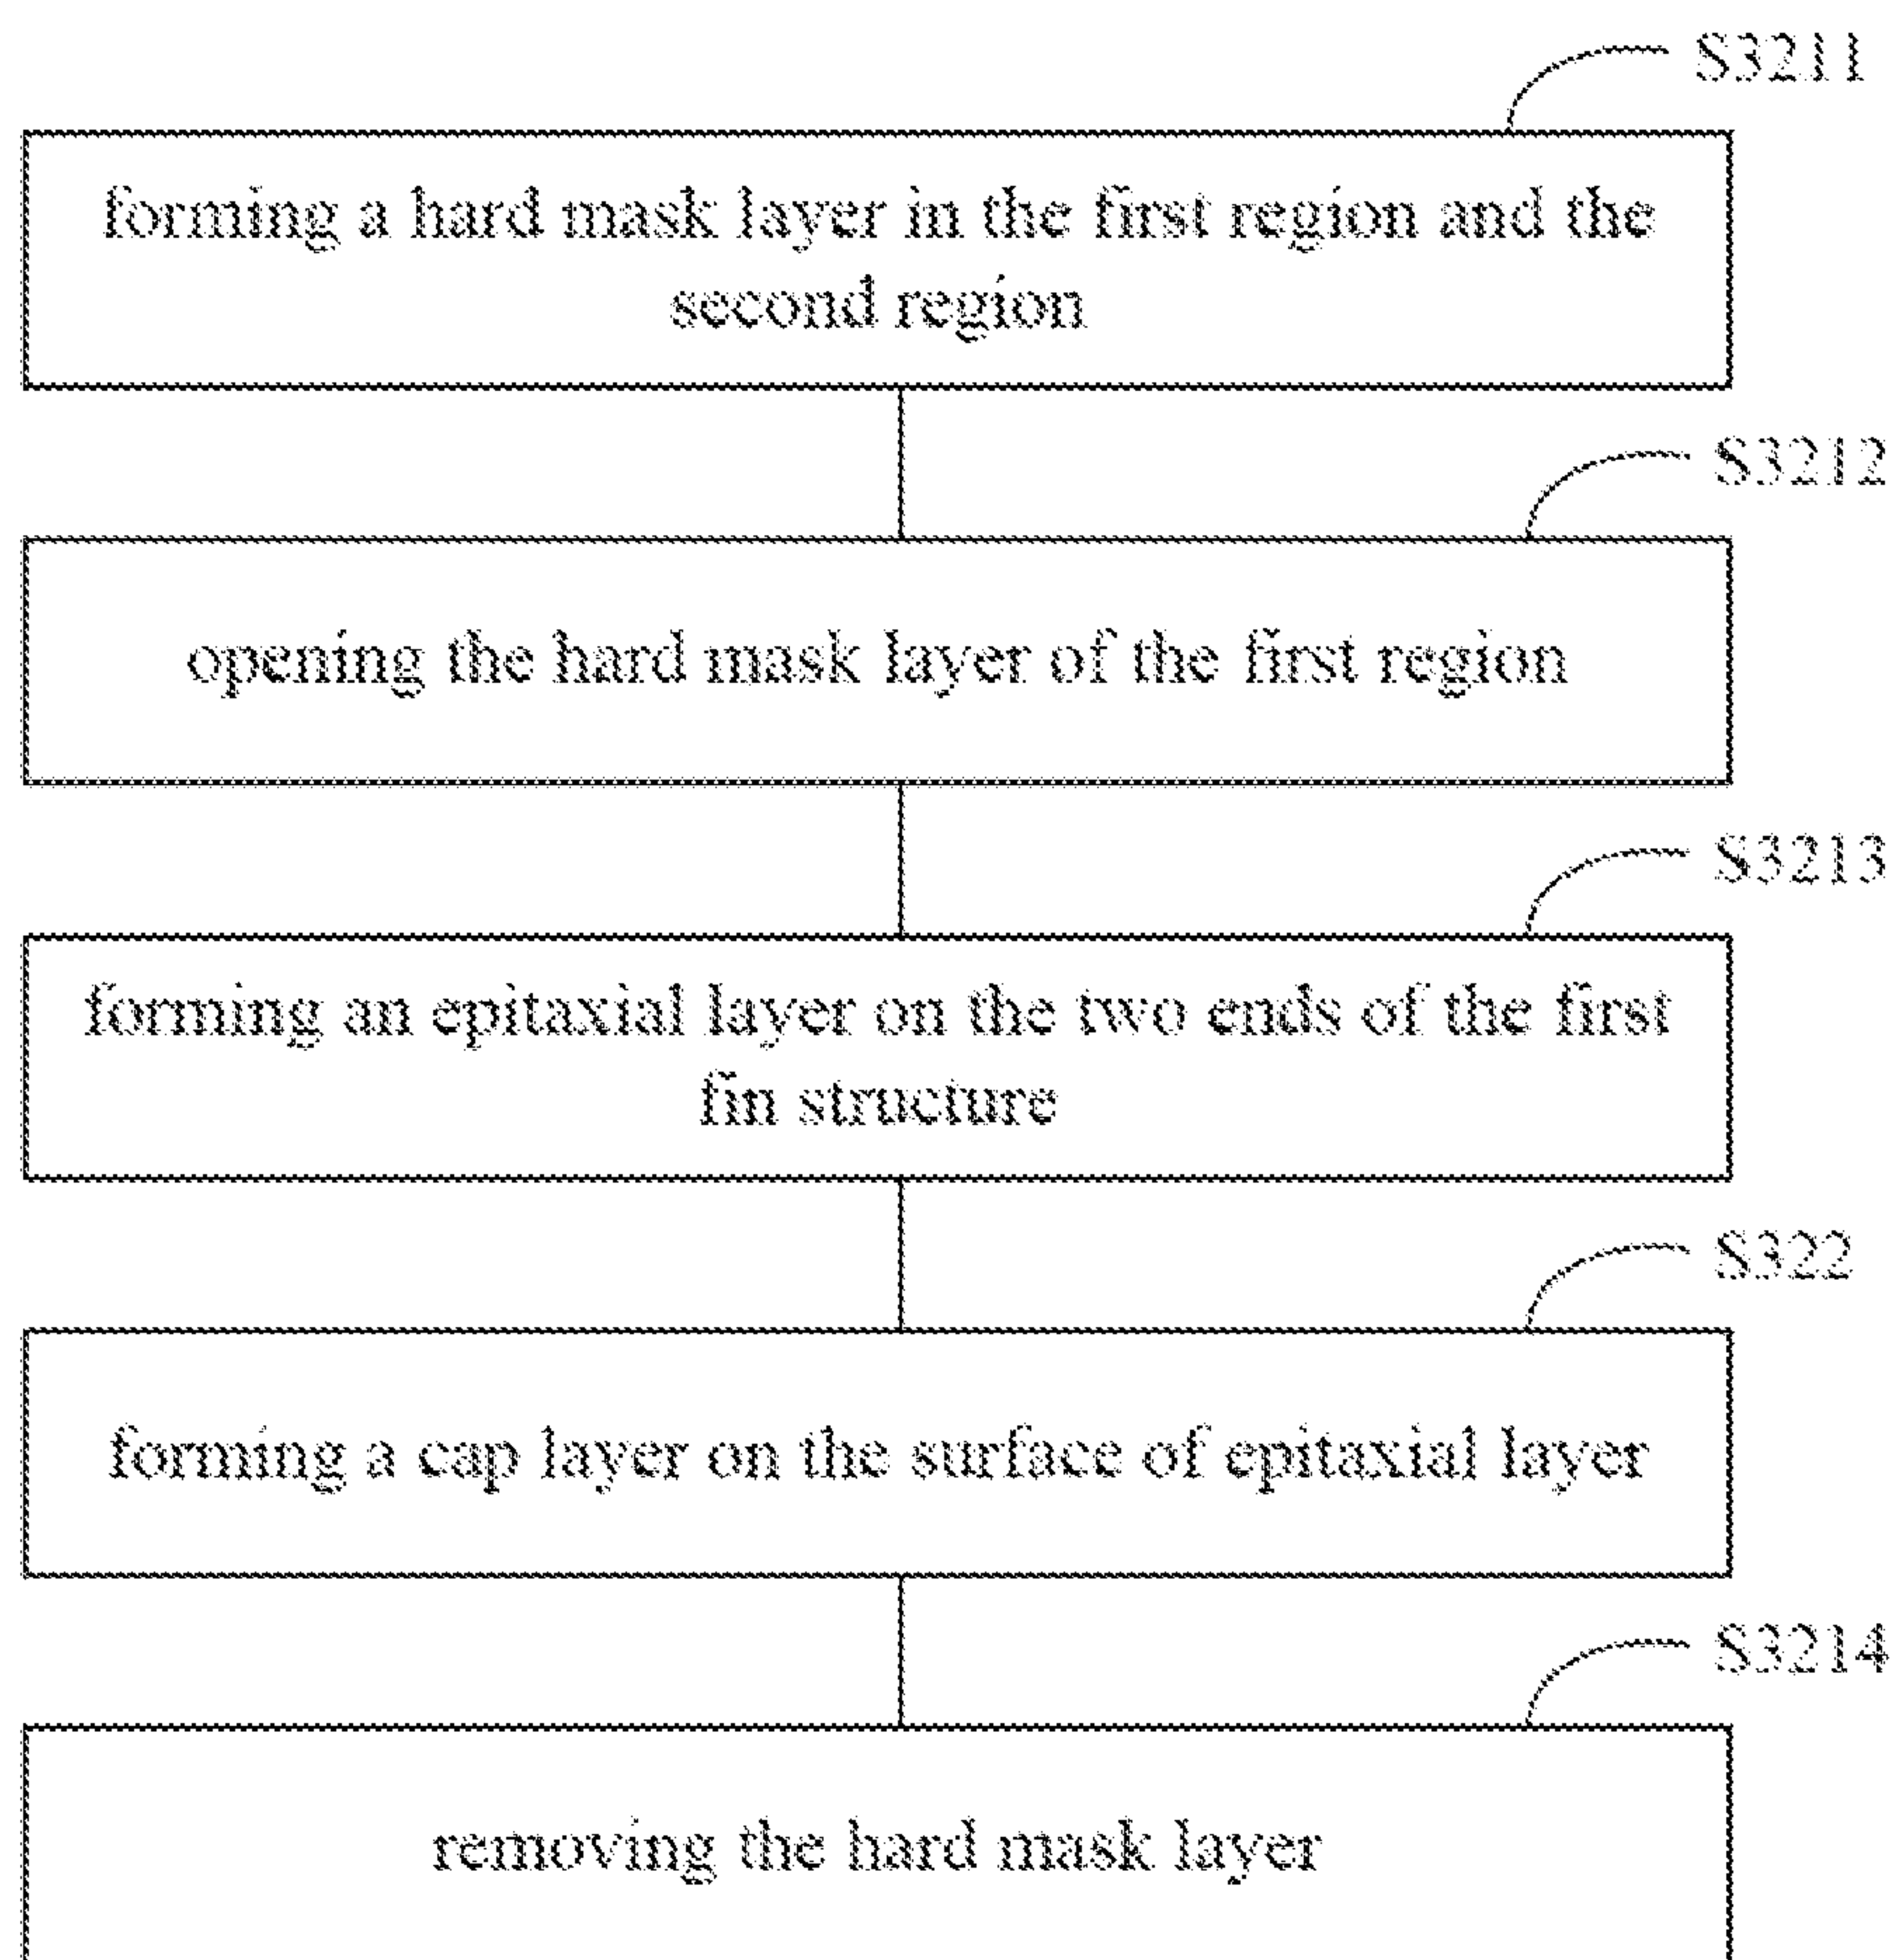 S3211
forming a hard mask layer in the first region and the
second region
S3212
opening the hard mask layer of the first region
S3213
forming an epitaxial layer on the two ends of the first
fin structure
S322
forming a cap layer on the surface of epitaxial layer
S3214
removing the hard mask layer